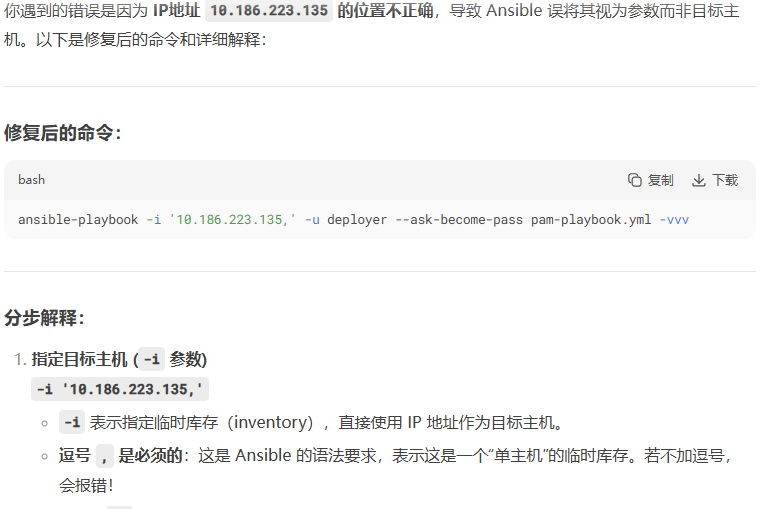 你遇到的错误是因为 IP地址 10.186.223.135 的位置不正确，导致 Ansible 误将其视为参数而非目标主
机。以下是修复后的命令和详细解释：
修复后的命令：
bash 复制 下载
ansible-playbook -i '10.186.223.135,' -u deployer --ask-become-pass pam-playbook.yml -vvv
分步解释：
1. 指定目标主机 (-i 参数)
-i '10.186.223.135,'
-i 表示指定临时库存（inventory），直接使用 IP 地址作为目标主机。
逗号 , 是必须的：这是 Ansible 的语法要求，表示这是一个“单主机”的临时库存。若不加逗号，
会报错！